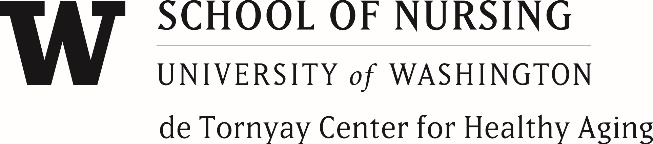 W
SCHOOL OF NURSING
UNIVERSITY of WASHINGTON
de Tornyay Center for Healthy Aging